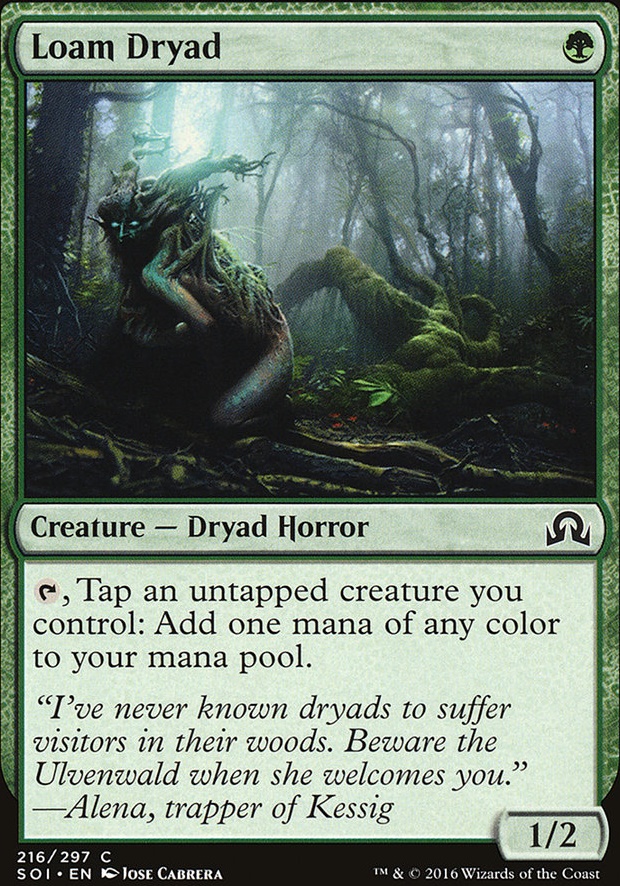 Loam Dryad
Creature — Dryad Horror
, Tap an untapped creature you
control: Add one mana of any color
to your mana pool.
“I’ve never known dryads to suffer
visitors in their woods. Beware the
Ulvenwald when she welcomes you.”
—Alena, trapper of Kessig
1/2
216/297 C
SOI • EN Jose Cabrera
™ & © 2016 Wizards of the Coast